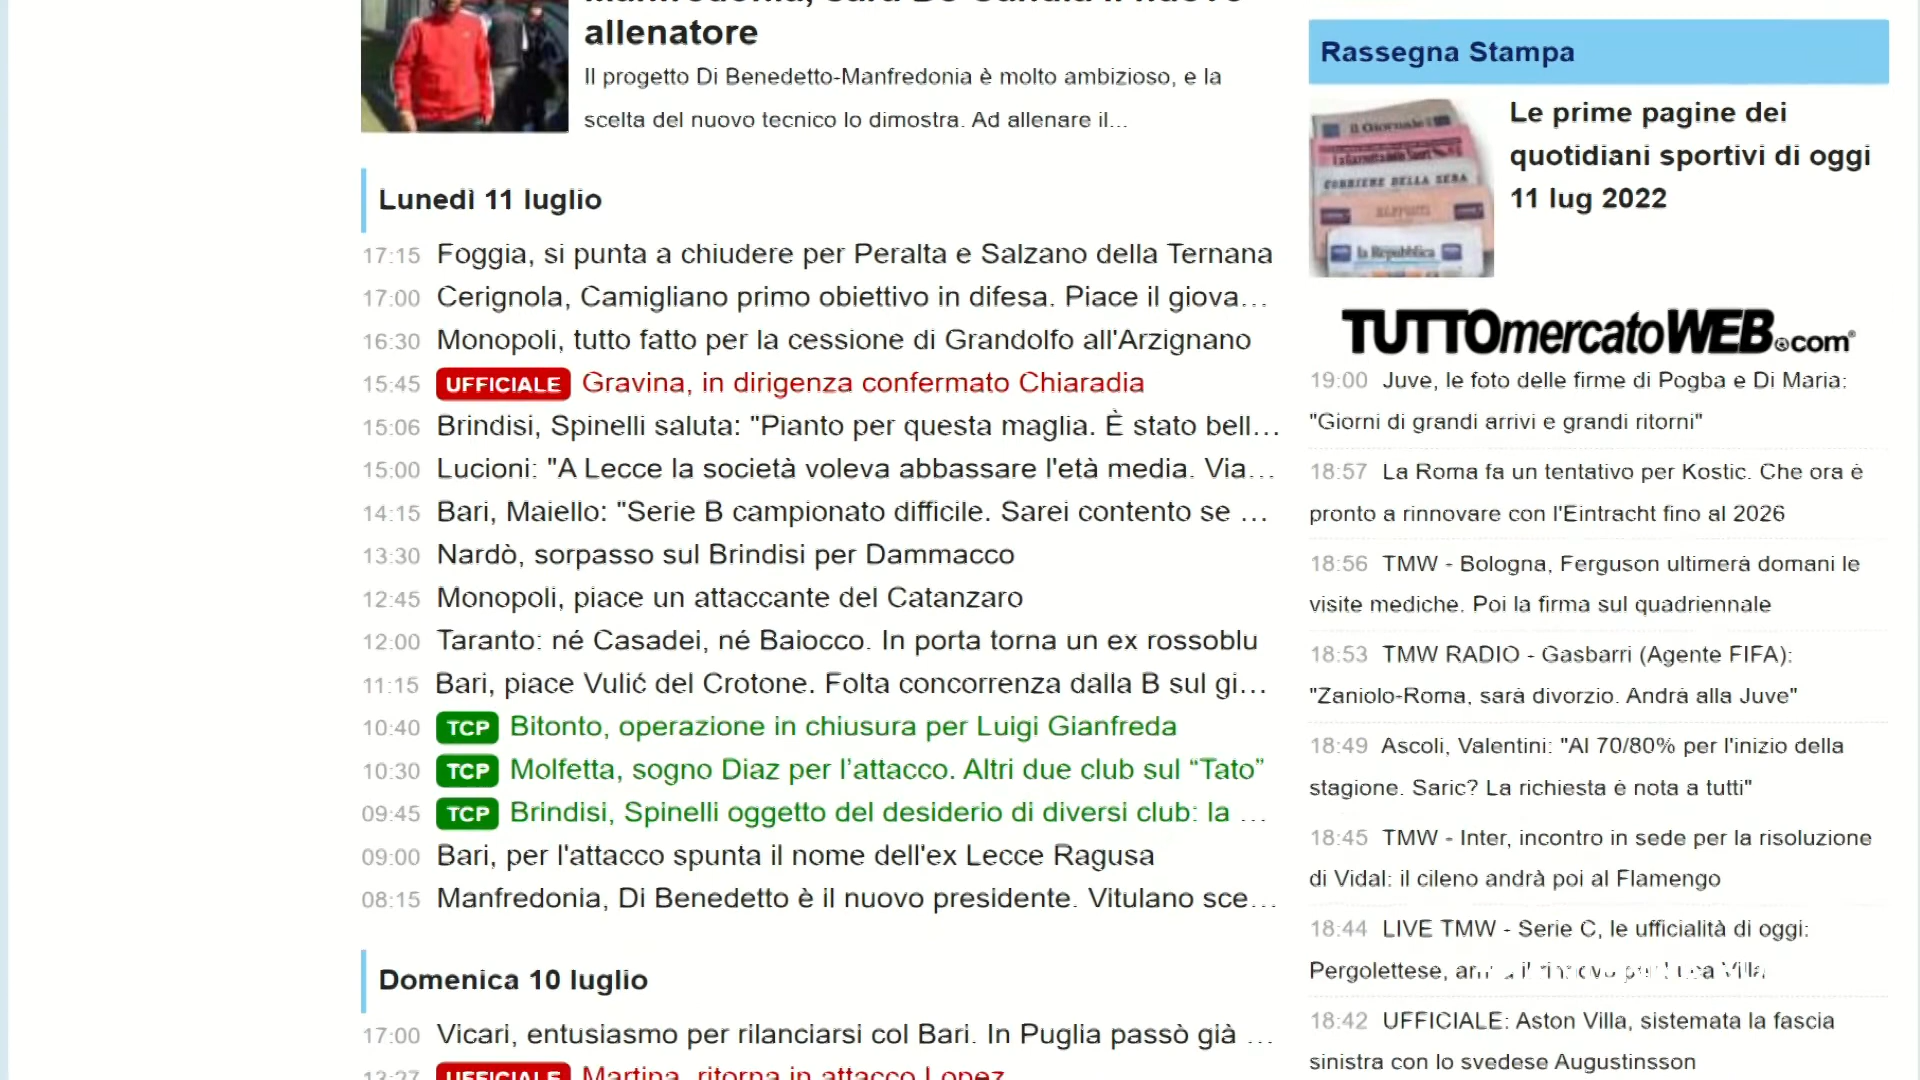 allenatore
Il progetto Di Benedetto-Manfredonia è molto ambizioso, e la
scelta del nuovo tecnico lo dimostra. Ad allenare il...
Lunedì 11 luglio
17:15 Foggia, si punta a chiudere per Peralta e Salzano della Ternana
17:00 Cerignola, Camigliano primo obiettivo in difesa. Piace il giova...
16:30 Monopoli, tutto fatto per la cessione di Grandolfo all'Arzignano
15:45 UFFICIALE Gravina, in dirigenza confermato Chiaradia
15:06 Brindisi, Spinelli saluta: "Pianto per questa maglia. È stato bell...
15:00 Lucioni: "A Lecce la società voleva abbassare l'età media. Via...
14:15 Bari, Maiello: "Serie B campionato difficile. Sarei contento se ...
13:30 Nardò, sorpasso sul Brindisi per Dammacco
12:45 Monopoli, piace un attaccante del Catanzaro
12:00 Taranto: né Casadei, né Baiocco. In porta torna un ex rossoblu
11:15 Bari, piace Vulić del Crotone. Folta concorrenza dalla B sul gi...
10:40 TCP Bitonto, operazione in chiusura per Luigi Gianfreda
10:30 TCP Molfetta, sogno Diaz per l’attacco. Altri due club sul “Tato”
09:45 TCP Brindisi, Spinelli oggetto del desiderio di diversi club: la ...
09:00 Bari, per l'attacco spunta il nome dell'ex Lecce Ragusa
08:15 Manfredonia, Di Benedetto è il nuovo presidente. Vitulano sce...
Domenica 10 luglio
17:00 Vicari, entusiasmo per rilanciarsi col Bari. In Puglia passò già ...
UFFICIALE Martina, ritorna in attacco Lopez
Rassegna Stampa
il Giornale
CORRIERE DELLA SERA
la Repubblica
Le prime pagine dei
quotidiani sportivi di oggi
11 lug 2022
TUTTOmercatoWEB.com®
19:00 Juve, le foto delle firme di Pogba e Di Maria:
"Giorni di grandi arrivi e grandi ritorni"
18:57 La Roma fa un tentativo per Kostic. Che ora è
pronto a rinnovare con l'Eintracht fino al 2026
18:56 TMW - Bologna, Ferguson ultimerà domani le
visite mediche. Poi la firma sul quadriennale
18:53 TMW RADIO - Gasbarri (Agente FIFA):
"Zaniolo-Roma, sarà divorzio. Andrà alla Juve"
18:49 Ascoli, Valentini: "Al 70/80% per l'inizio della
stagione. Saric? La richiesta è nota a tutti"
18:45 TMW - Inter, incontro in sede per la risoluzione
di Vidal: il cileno andrà poi al Flamengo
18:44 LIVE TMW - Serie C, le ufficialità di oggi:
Pergolettese, Villa
18:42 UFFICIALE: Aston Villa, sistemata la fascia
sinistra con lo svedese Augustinsson